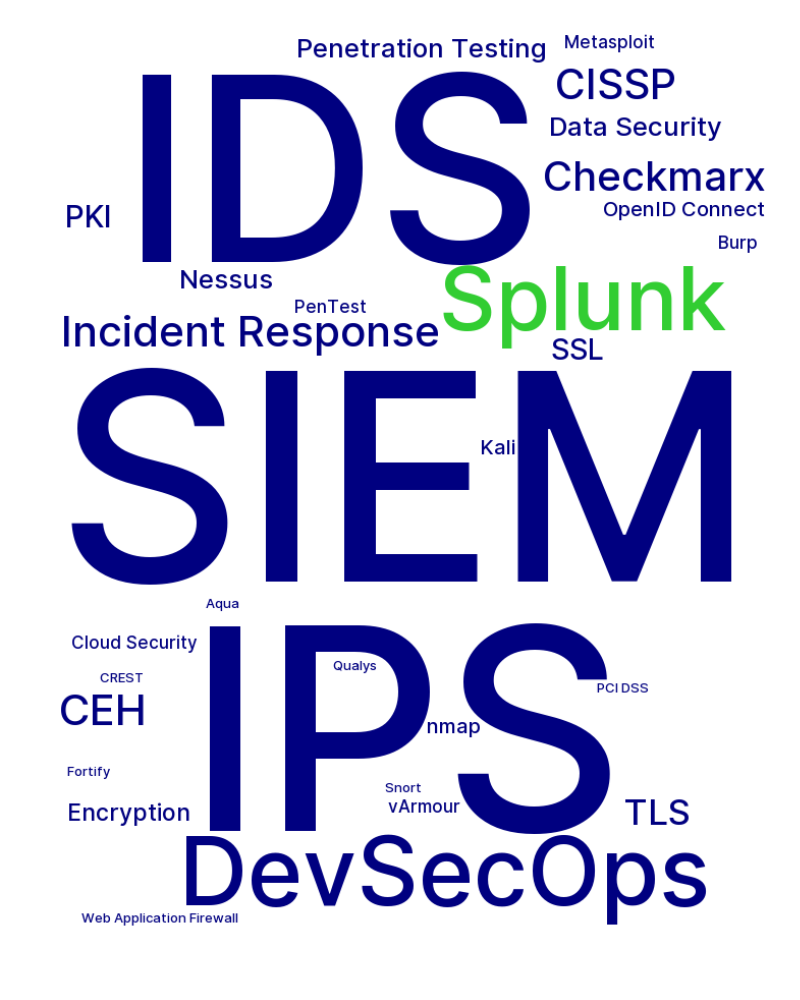 Penetration Testing
Metasploit
CISSP
IDS
Data Security
Checkmarx
PKI
OpenID Connect
Burp
Nessus
Splunk
PenTest
Incident Response
SSL
SIEM
Kali
Aqua
Cloud Security
IPS
Qualys
CREST
PCI DSS
CEH
nmap
Fortify
Snort
vArmour
Encryption
TLS
DevSecOps
Web Application Firewall